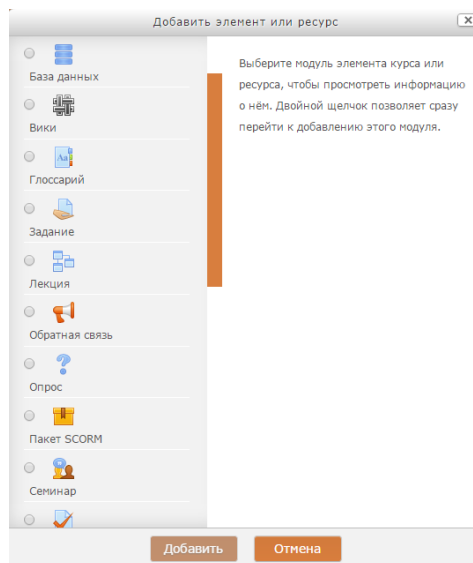 Добавить элемент или ресурс
База данных
Выберите модуль элемента курса или
ресурса, чтобы просмотреть информацию
о нём. Двойной щелчок позволяет сразу
перейти к добавлению этого модуля.
Вики
Aa
Глоссарий
Задание
Лекция
Обратная связь
?
Опрос
Пакет SCORM
Семинар
Добавить
Отмена